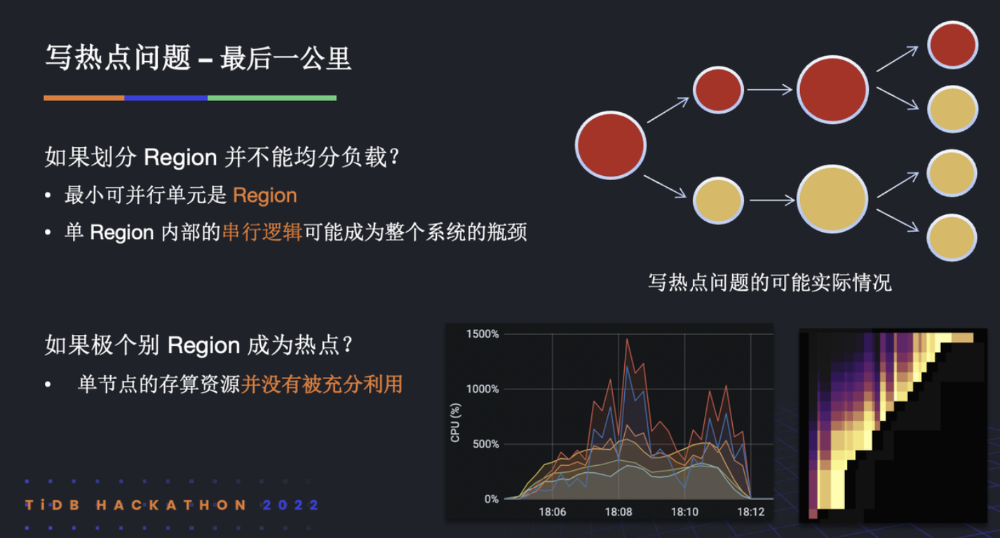 写热点问题 – 最后一公里
如果划分 Region 并不能均分负载？
• 最小可并行单元是 Region
• 单 Region 内部的串行逻辑可能成为整个系统的瓶颈
写热点问题的可能实际情况
如果极个别 Region 成为热点？
• 单节点的存算资源并没有被充分利用
1500%
1000%
500%
0%
CPU (%)
18:06 18:08 18:10 18:12
TiDB HACKATHON 2022